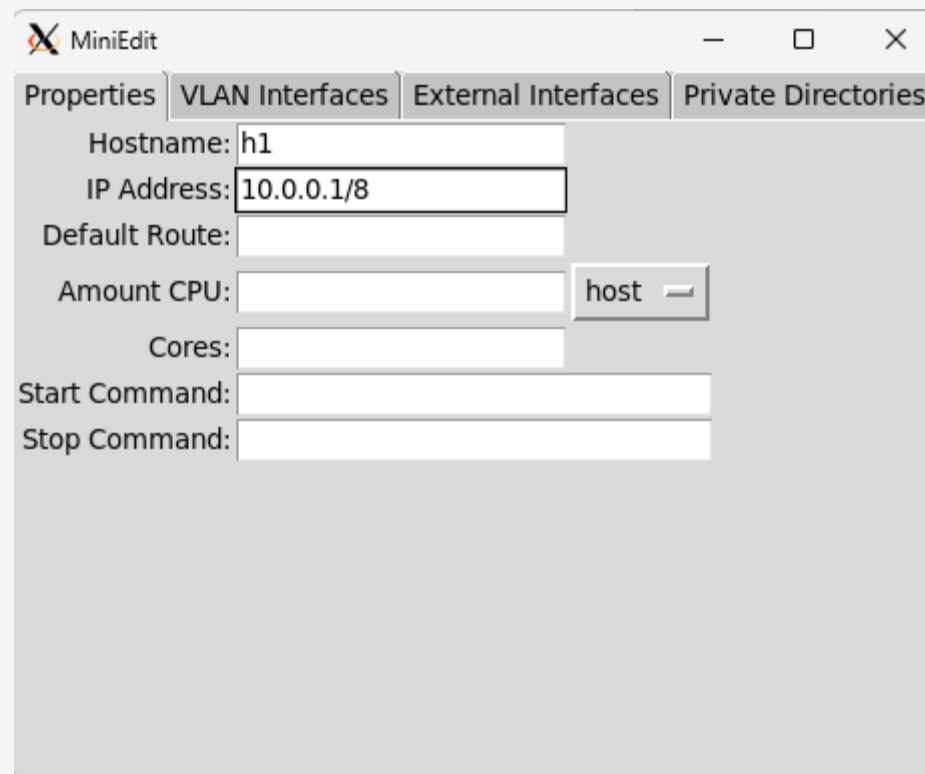 MiniEdit
Properties VLAN Interfaces External Interfaces Private Directories
Hostname: h1
IP Address: 10.0.0.1/8
Default Route:
Amount CPU: host
Cores:
Start Command:
Stop Command: